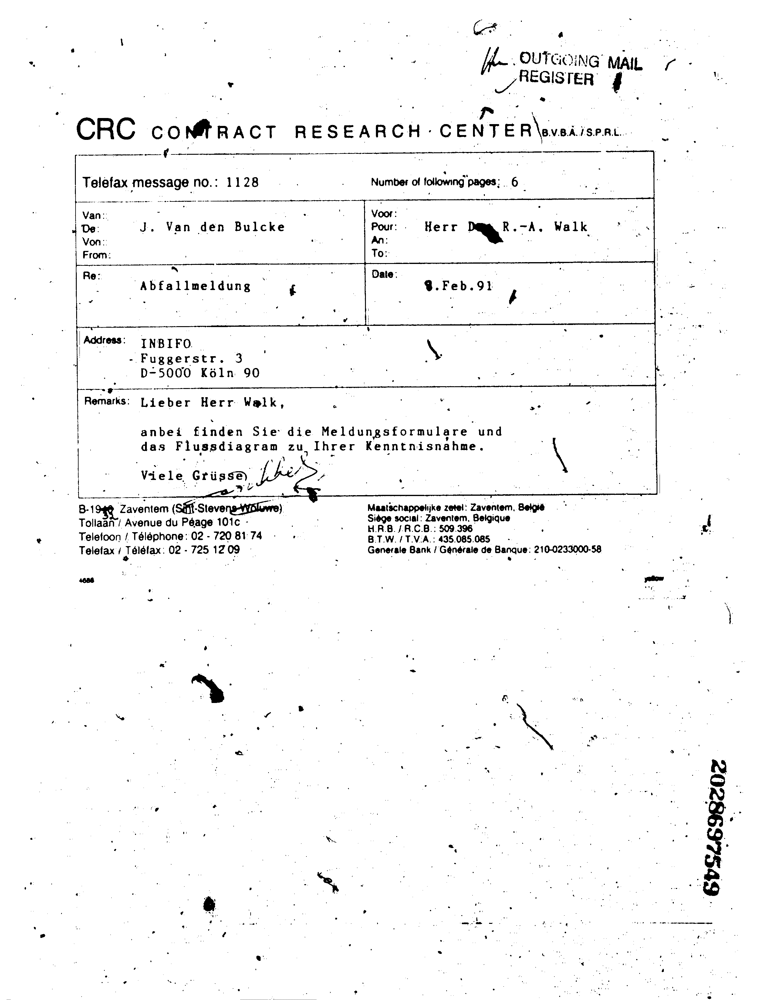 OUTGOING MAIL
REGISTER
CRC CONTRACT RESEARCH CENTER B.V.B.A. / S.P.R.L.
Telefax message no.: 1128
Number of following pages: 6
Van:
De: J. Van den Bulcke
Von:
From:
Voor:
Pour: Herr R.-A. Walk
An:
To:
Re:
Abfallmeldung
Date:
8.Feb.91
Address: INBIFO
Fuggerstr. 3
D-5000 Köln 90
Remarks: Lieber Herr Walk,
anbei finden Sie die Meldungsformulare und
das Flussdiagram zu Ihrer Kenntnisnahme.
Viele Grüsse,
Zaventem (Sint-Stevens-Woluwe)
Tollaan / Avenue du Péage 101c
Telefoon / Téléphone: 02 - 720 81 74
Telefax / Téléfax: 02 - 725 12 09
Maatschappelijke zetel: Zaventem, België
Siège social: Zaventem, Belgique
H.R.B. / R.C.B.: 509.396
B.T.W. / T.V.A.: 435.085.085
Generale Bank / Générale de Banque: 210-0233000-58
yellow
2028697549